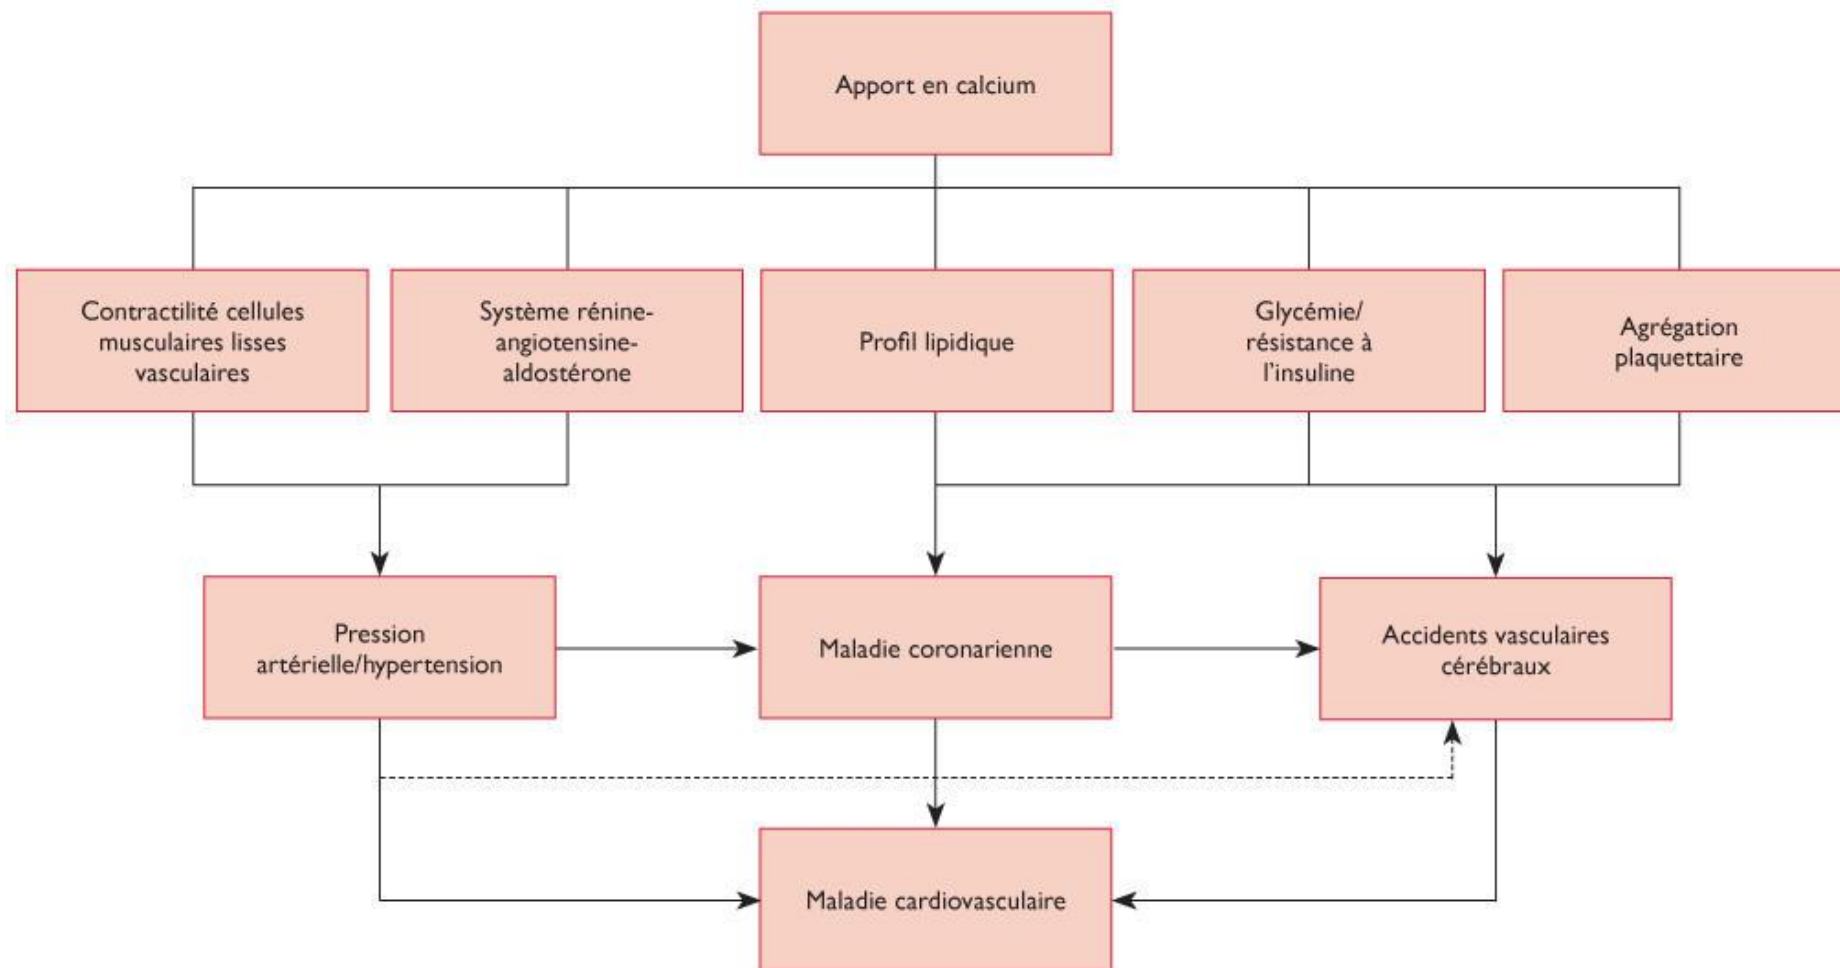 Apport en calcium
Contractilité cellules
musculaires lisses
vasculaires
Système rénine-
angiotensine-
aldostérone
Profil lipidique
Glycémie/
résistance à
l'insuline
Agrégation
plaquettaire
Pression
artérielle/hypertension
Maladie coronarienne
Accidents vasculaires
cérébraux
Maladie cardiovasculaire